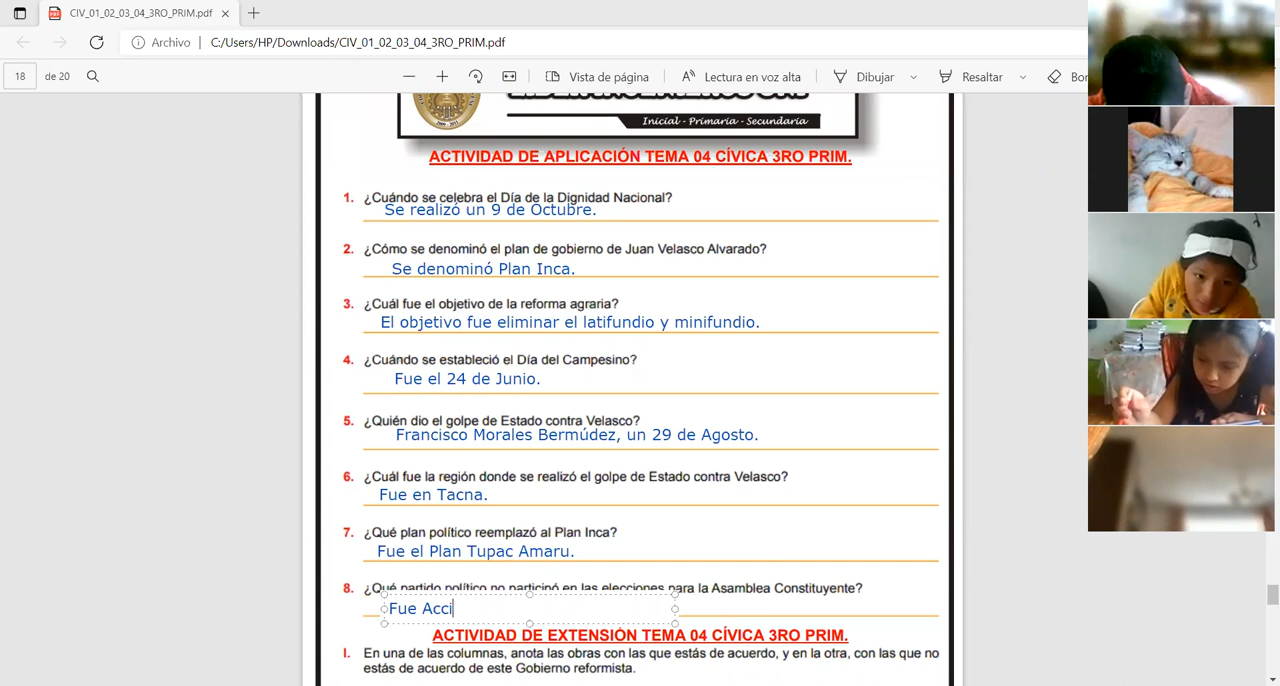 CIV_01_02_03_04_3RO_PRIM.pdf
Archivo C:/Users/HP/Downloads/CIV_01_02_03_04_3RO_PRIM.pdf
18 de 20 Vista de página Lectura en voz alta Dibujar Resaltar
Inicial - Primaria - Secundaria
ACTIVIDAD DE APLICACIÓN TEMA 04 CÍVICA 3RO PRIM.
1. ¿Cuándo se celebra el Día de la Dignidad Nacional?
Se realizó un 9 de Octubre.
2. ¿Cómo se denominó el plan de gobierno de Juan Velasco Alvarado?
Se denominó Plan Inca.
3. ¿Cuál fue el objetivo de la reforma agraria?
El objetivo fue eliminar el latifundio y minifundio.
4. ¿Cuándo se estableció el Día del Campesino?
Fue el 24 de Junio.
5. ¿Quién dio el golpe de Estado contra Velasco?
Francisco Morales Bermúdez, un 29 de Agosto.
6. ¿Cuál fue la región donde se realizó el golpe de Estado contra Velasco?
Fue en Tacna.
7. ¿Qué plan político reemplazó al Plan Inca?
Fue el Plan Tupac Amaru.
8. ¿Qué partido político no participó en las elecciones para la Asamblea Constituyente?
Fue Acci
ACTIVIDAD DE EXTENSIÓN TEMA 04 CÍVICA 3RO PRIM.
I. En una de las columnas, anota las obras con las que estás de acuerdo, y en la otra, con las que no
estás de acuerdo de este Gobierno reformista.